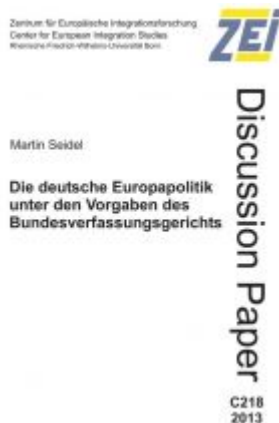 Zentrum für Europäische Integrationsforschung
Center for European Integration Studies
Rheinische Friedrich-Wilhelms-Universität Bonn
ZEI
Martin Seidel
Die deutsche Europapolitik
unter den Vorgaben des
Bundesverfassungsgerichts
Discussion Paper
C218
2013